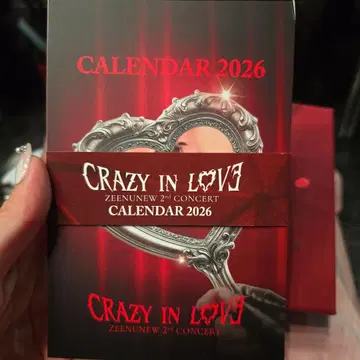 CALENDAR 2026
CRAZY IN LOVE
ZEENUNEW 2nd CONCERT
CALENDAR 2026
CRAZY IN LOVE
ZEENUNEW 2nd CONCERT